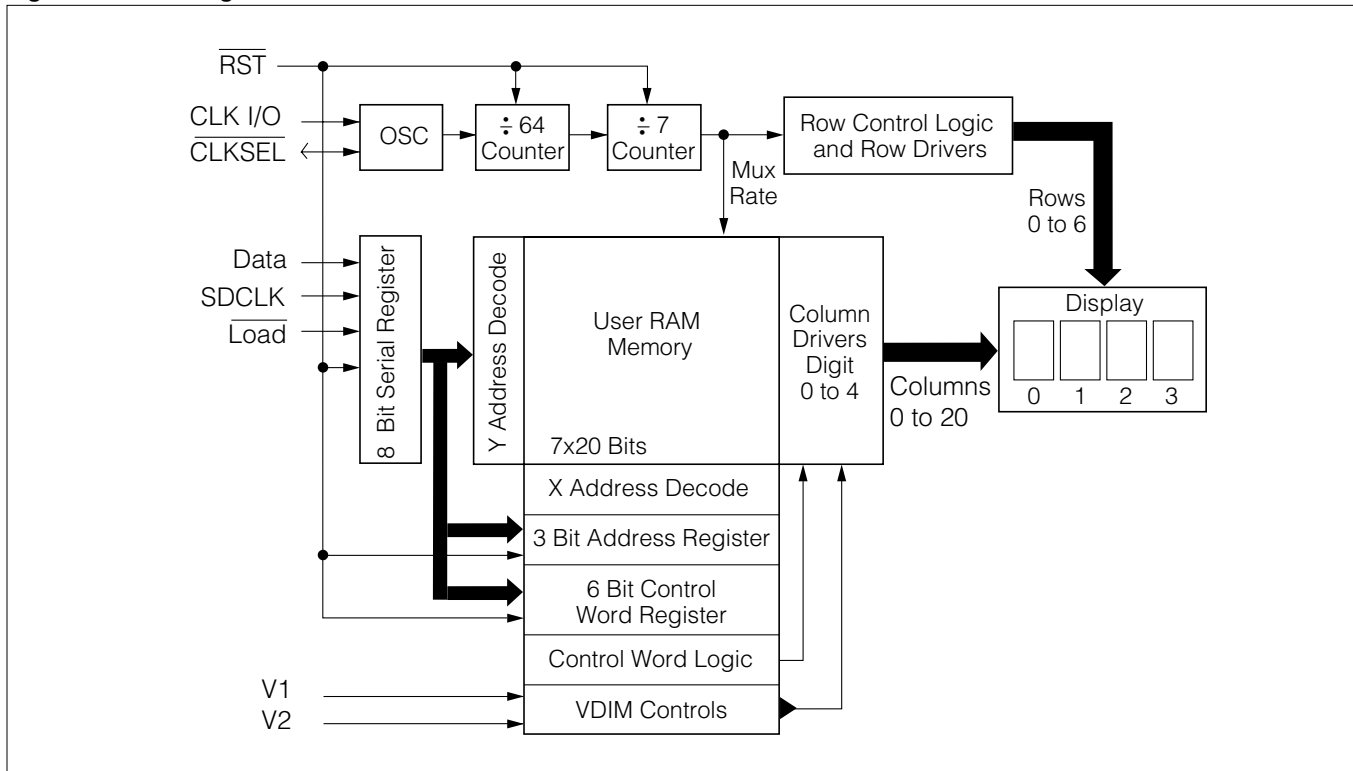 RST
CLK I/O
CLKSEL
OSC
÷ 64
Counter
÷ 7
Counter
Row Control Logic
and Row Drivers
Mux
Rate
Rows
0 to 6
Data
SDCLK
Load
8 Bit Serial Register
Y Address Decode
User RAM
Memory
7x20 Bits
Column
Drivers
Digit
0 to 4
Columns
0 to 20
Display
0 1 2 3
X Address Decode
3 Bit Address Register
6 Bit Control
Word Register
Control Word Logic
VDIM Controls
V1
V2